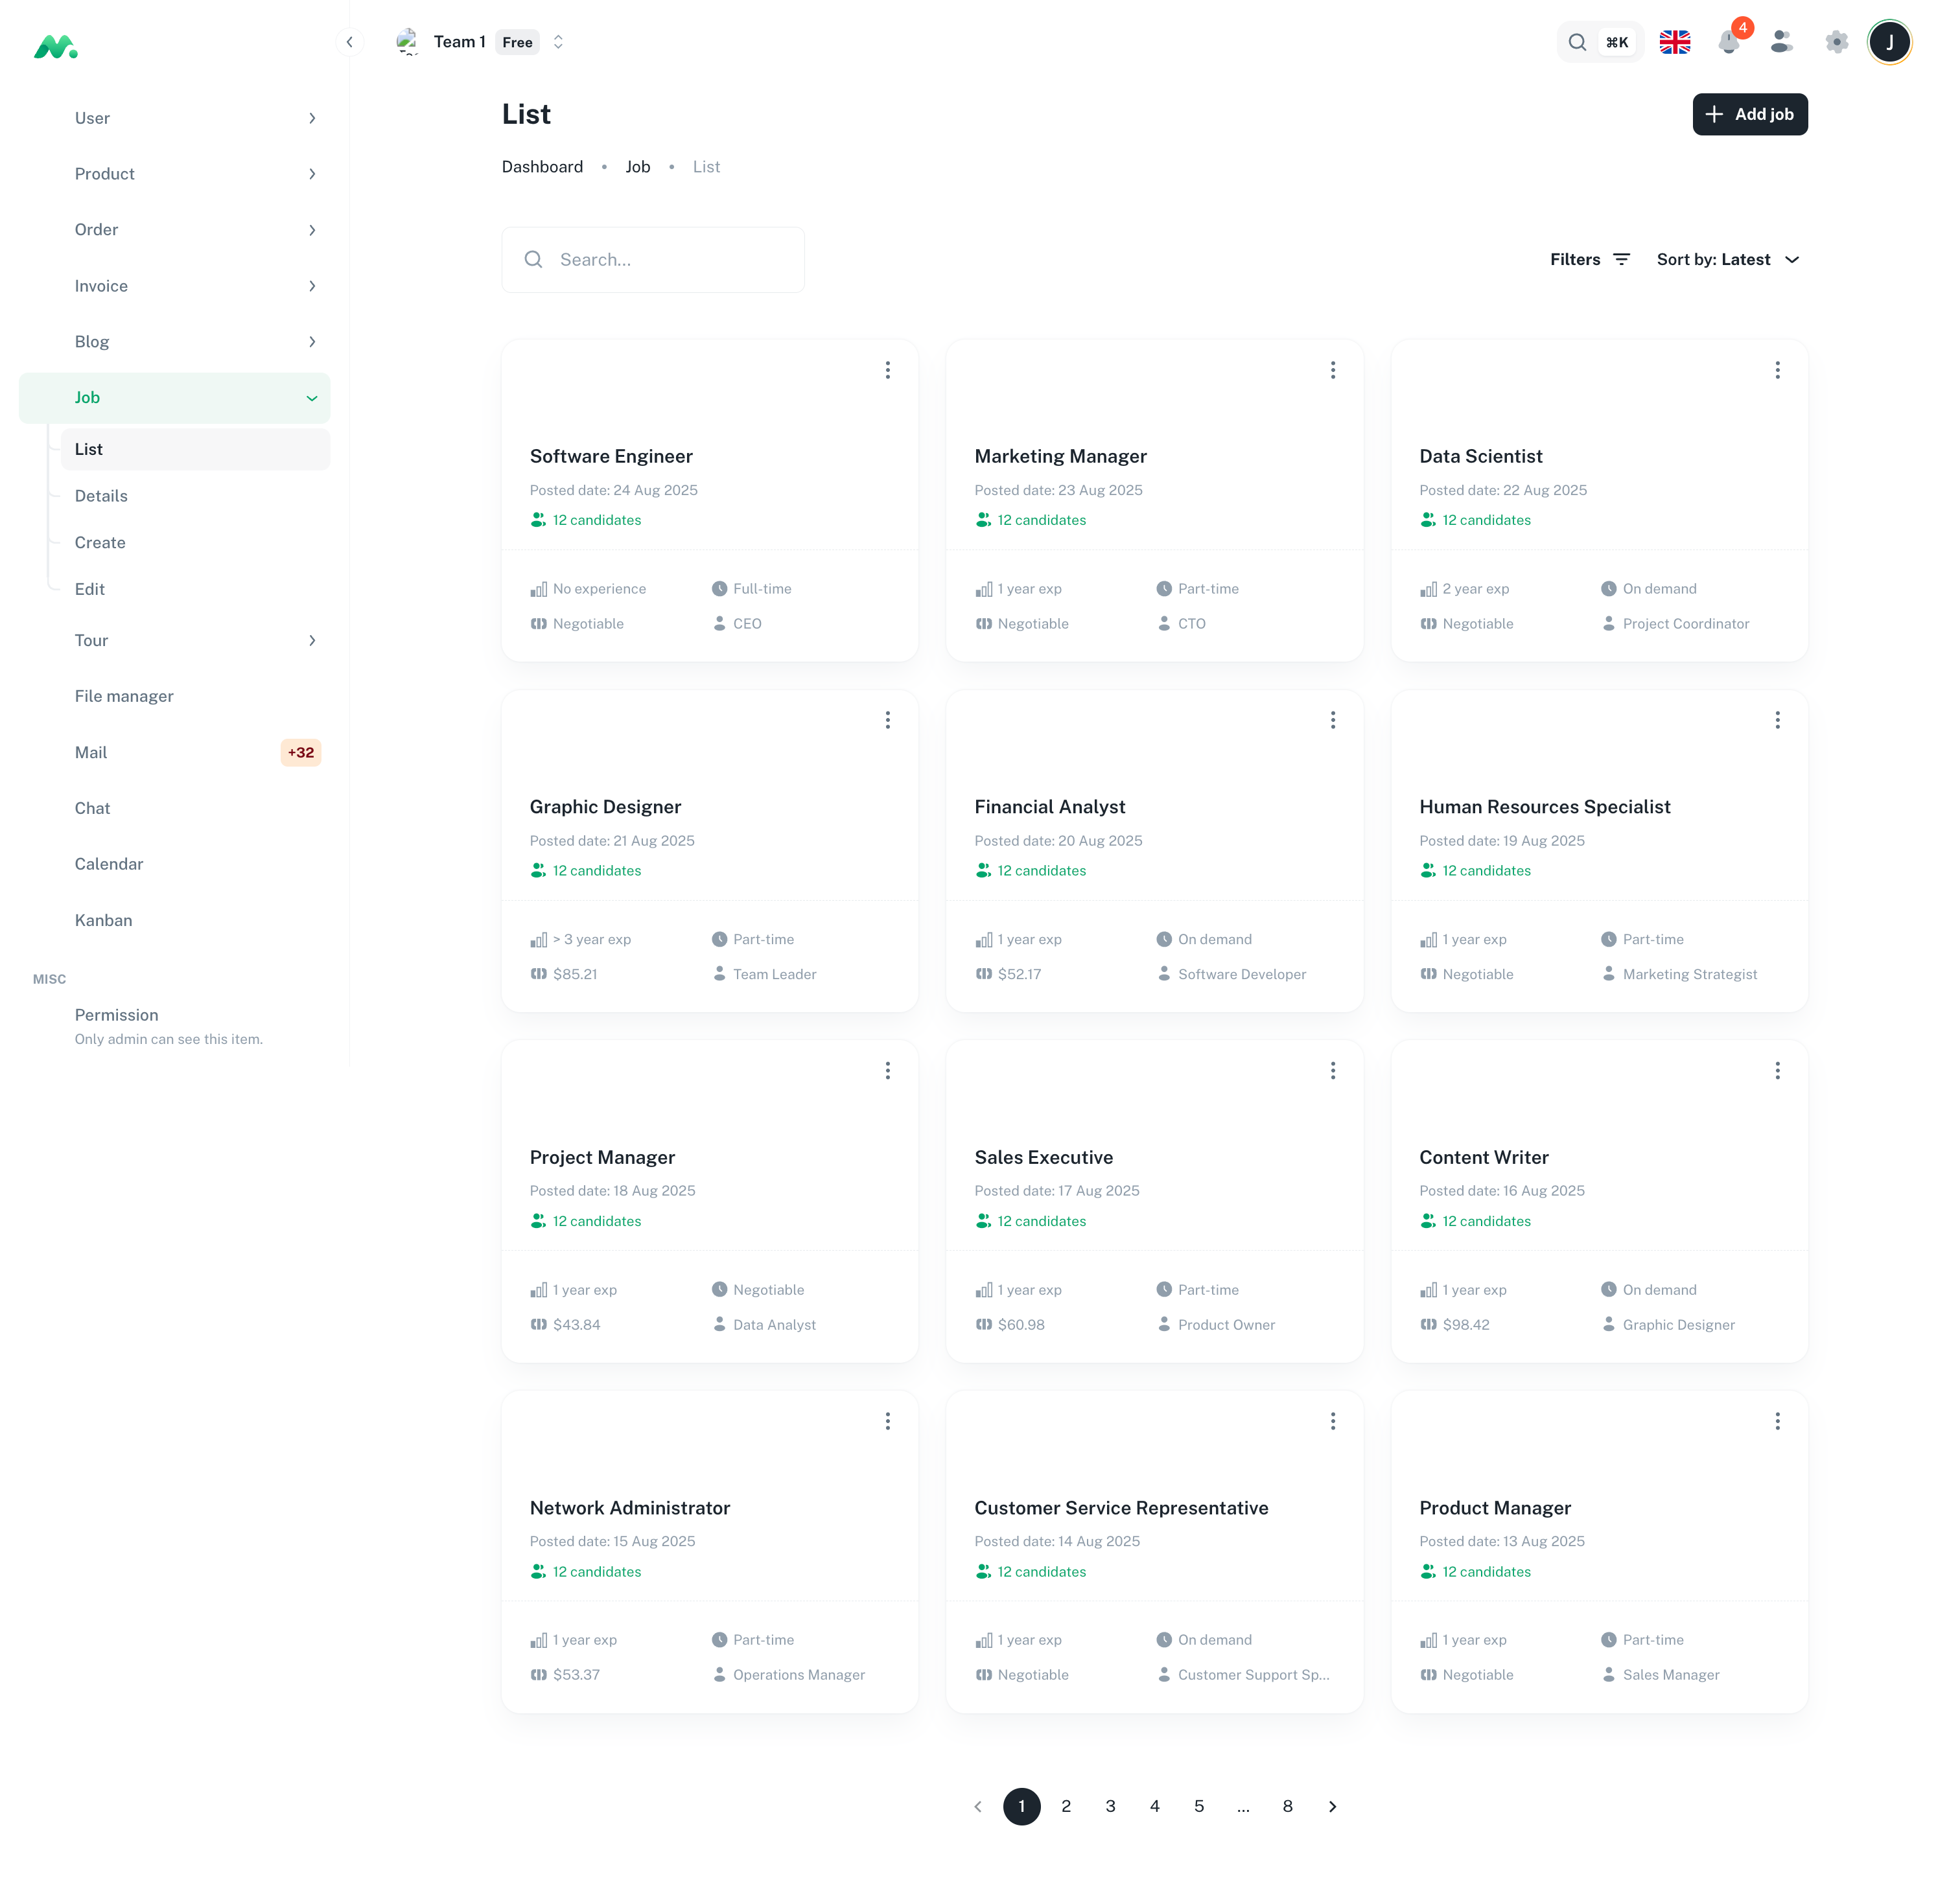 Team 1 Free
⌘K
4
J
User
Product
Order
Invoice
Blog
Job
List
Details
Create
Edit
Tour
File manager
Mail +32
Chat
Calendar
Kanban
MISC
Permission
Only admin can see this item.
List
Add job
Dashboard • Job • List
Search...
Filters
Sort by: Latest
Software Engineer
Posted date: 24 Aug 2025
12 candidates
No experience Full-time
Negotiable CEO
Marketing Manager
Posted date: 23 Aug 2025
12 candidates
1 year exp Part-time
Negotiable CTO
Data Scientist
Posted date: 22 Aug 2025
12 candidates
2 year exp On demand
Negotiable Project Coordinator
Graphic Designer
Posted date: 21 Aug 2025
12 candidates
> 3 year exp Part-time
$85.21 Team Leader
Financial Analyst
Posted date: 20 Aug 2025
12 candidates
1 year exp On demand
$52.17 Software Developer
Human Resources Specialist
Posted date: 19 Aug 2025
12 candidates
1 year exp Part-time
Negotiable Marketing Strategist
Project Manager
Posted date: 18 Aug 2025
12 candidates
1 year exp Negotiable
$43.84 Data Analyst
Sales Executive
Posted date: 17 Aug 2025
12 candidates
1 year exp Part-time
$60.98 Product Owner
Content Writer
Posted date: 16 Aug 2025
12 candidates
1 year exp On demand
$98.42 Graphic Designer
Network Administrator
Posted date: 15 Aug 2025
12 candidates
1 year exp Part-time
$53.37 Operations Manager
Customer Service Representative
Posted date: 14 Aug 2025
12 candidates
1 year exp On demand
Negotiable Customer Support Sp...
Product Manager
Posted date: 13 Aug 2025
12 candidates
1 year exp Part-time
Negotiable Sales Manager
1 2 3 4 5 ... 8